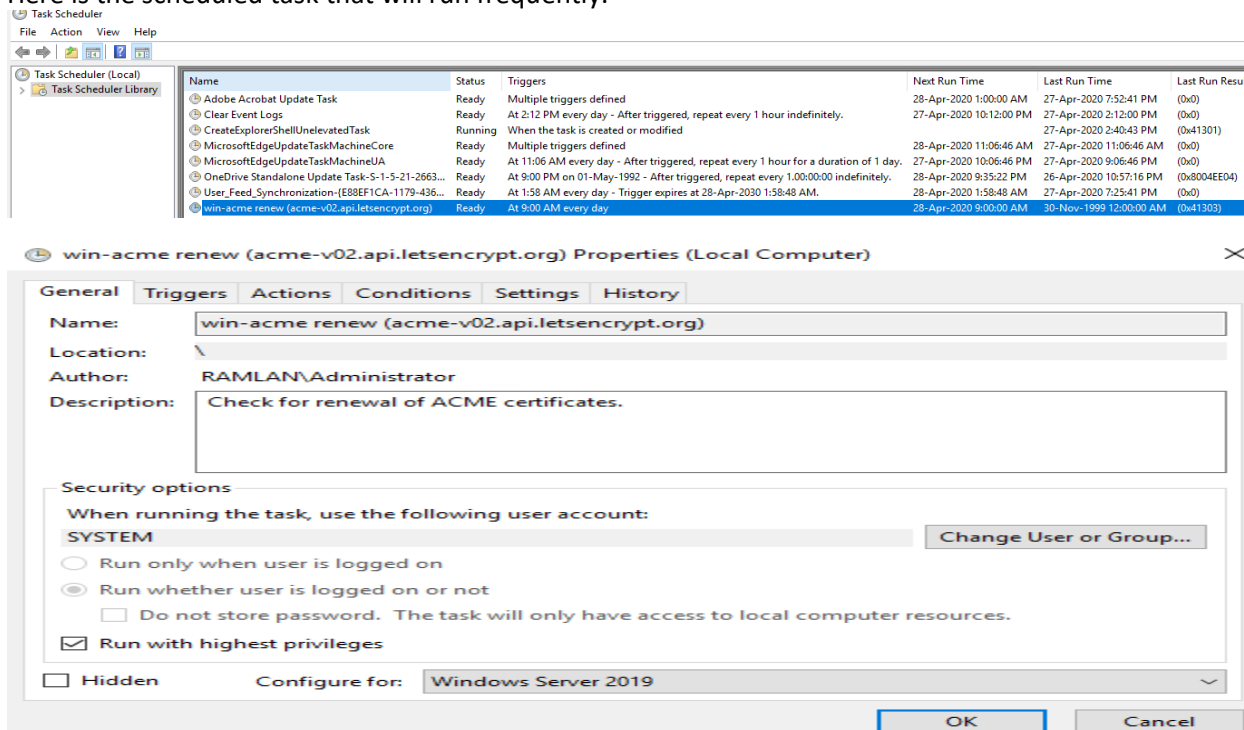 Here is the scheduled task that will run frequently.
Task Scheduler
File Action View Help
Task Scheduler (Local)
Task Scheduler Library
Name Status Triggers Next Run Time Last Run Time Last Run Resu
Adobe Acrobat Update Task Ready Multiple triggers defined 28-Apr-2020 1:00:00 AM 27-Apr-2020 7:52:41 PM (0x0)
Clear Event Logs Ready At 2:12 PM every day - After triggered, repeat every 1 hour indefinitely. 27-Apr-2020 10:12:00 PM 27-Apr-2020 2:12:00 PM (0x0)
CreateExplorerShellUnelevatedTask Running When the task is created or modified 27-Apr-2020 2:40:43 PM (0x41301)
MicrosoftEdgeUpdateTaskMachineCore Ready Multiple triggers defined 28-Apr-2020 11:06:46 AM 27-Apr-2020 11:06:46 AM (0x0)
MicrosoftEdgeUpdateTaskMachineUA Ready At 11:06 AM every day - After triggered, repeat every 1 hour for a duration of 1 day. 27-Apr-2020 10:06:46 PM 27-Apr-2020 9:06:46 PM (0x0)
OneDrive Standalone Update Task-S-1-5-21-2663... Ready At 9:00 PM on 01-May-1992 - After triggered, repeat every 1.00:00:00 indefinitely. 28-Apr-2020 9:35:22 PM 26-Apr-2020 10:57:16 PM (0x8004EE04)
User_Feed_Synchronization-{E88EF1CA-1179-436... Ready At 1:58 AM every day - Trigger expires at 28-Apr-2030 1:58:48 AM. 28-Apr-2020 1:58:48 AM 27-Apr-2020 7:25:41 PM (0x0)
win-acme renew (acme-v02.api.letsencrypt.org) Ready At 9:00 AM every day 28-Apr-2020 9:00:00 AM 30-Nov-1999 12:00:00 AM (0x41303)
win-acme renew (acme-v02.api.letsencrypt.org) Properties (Local Computer)
General Triggers Actions Conditions Settings History
Name: win-acme renew (acme-v02.api.letsencrypt.org)
Location: \
Author: RAMLAN\Administrator
Description: Check for renewal of ACME certificates.
Security options
When running the task, use the following user account:
SYSTEM Change User or Group...
Run only when user is logged on
Run whether user is logged on or not
Do not store password. The task will only have access to local computer resources.
Run with highest privileges
Hidden Configure for: Windows Server 2019
OK Cancel